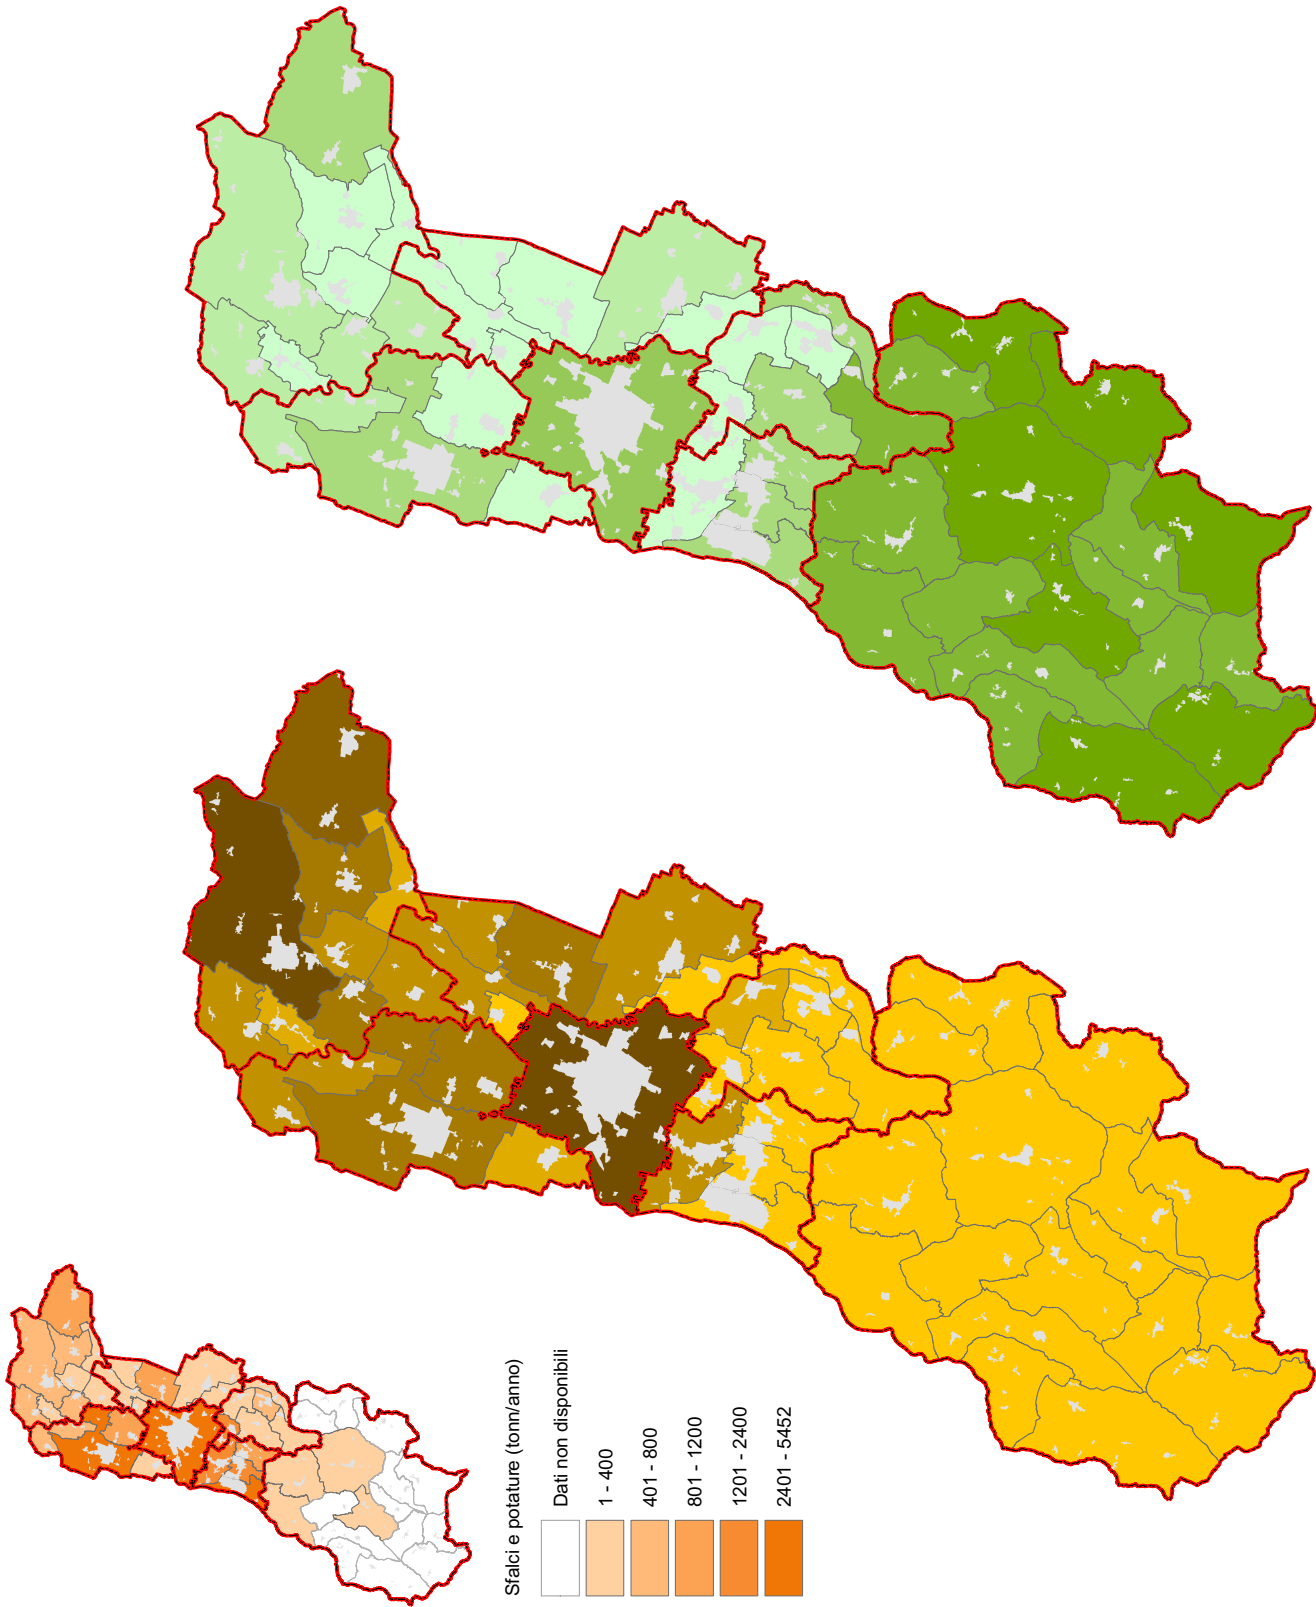 Sfalci e potature (tonn/anno)
Dati non disponibili
1 - 400
401 - 800
801 - 1200
1201 - 2400
2401 - 5452